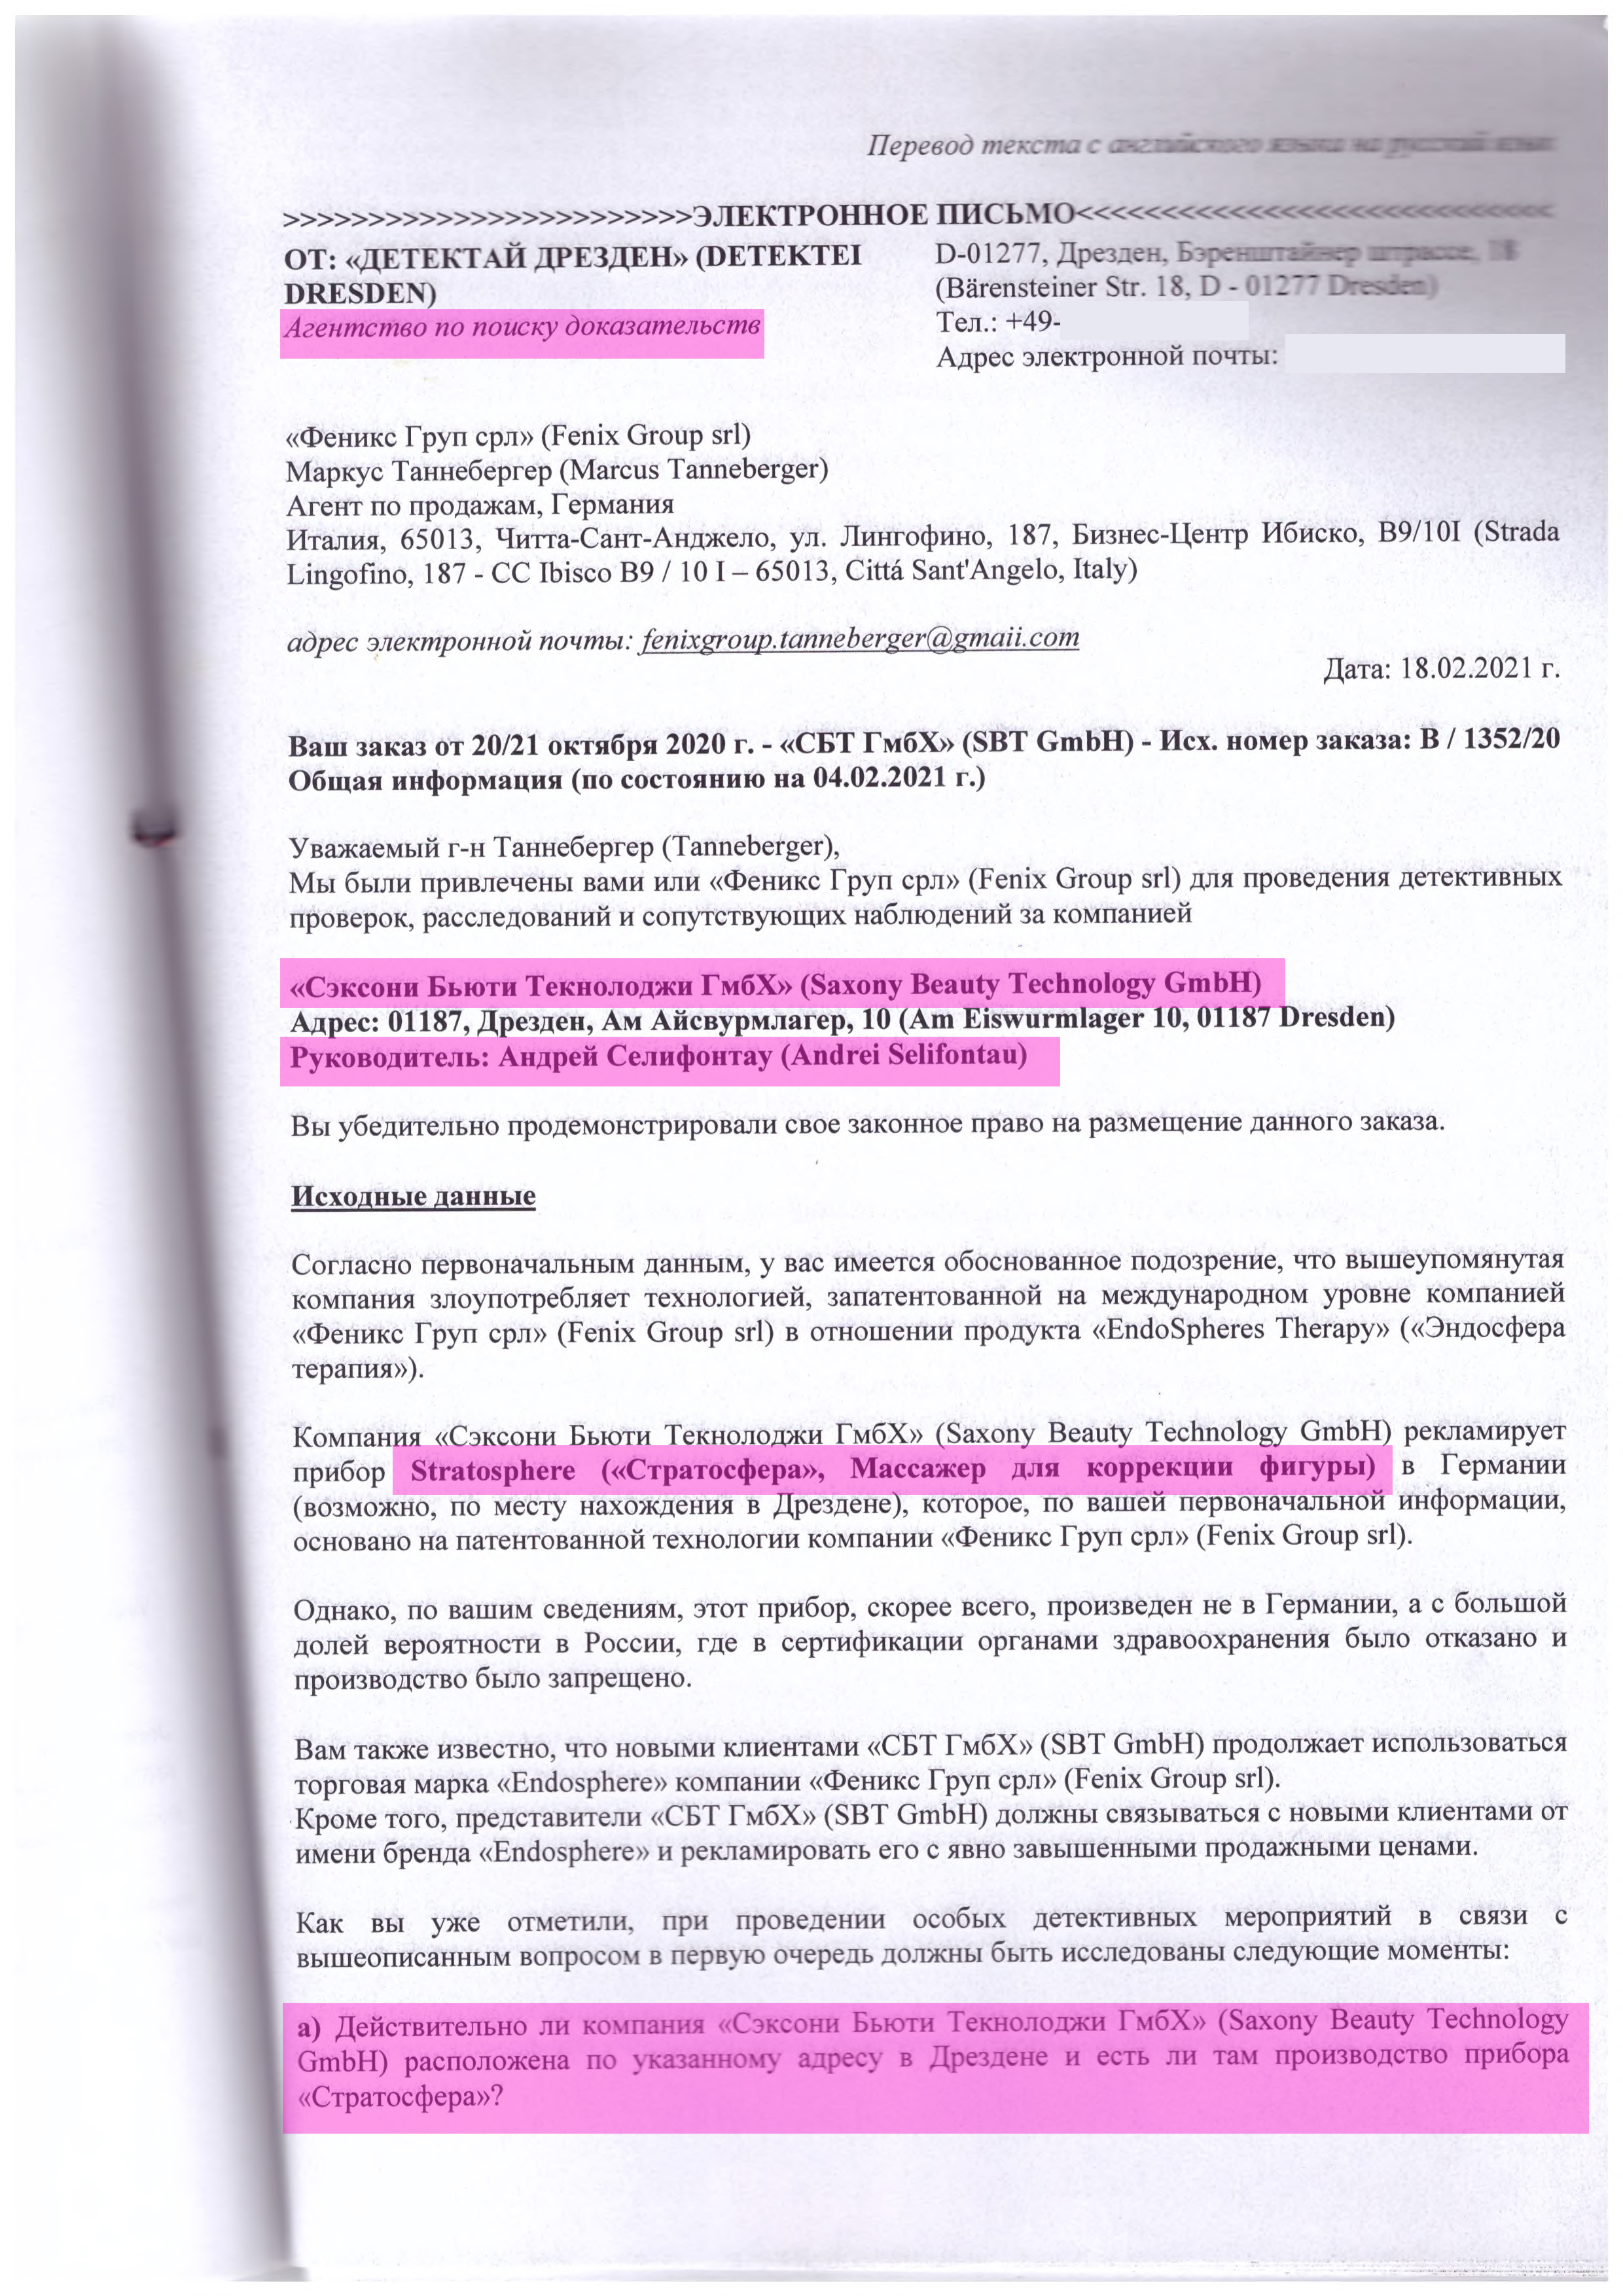 Перевод текста с английского языка на русский язык
>>>>>>>>>>>>>>>>>>>>>>>>ЭЛЕКТРОННОЕ ПИСЬМО<<<<<<<<<<<<<<<<<<<<<<<<<<<<
ОТ: «ДЕТЕКТАЙ ДРЕЗДЕН» (DETEKTEI
DRESDEN)
Агентство по поиску доказательств
D-01277, Дрезден, Бэренштайнер штрассе, 18
(Bärensteiner Str. 18, D - 01277 Dresden)
Тел.: +49-
Адрес электронной почты:
«Феникс Груп срл» (Fenix Group srl)
Маркус Таннебергер (Marcus Tanneberger)
Агент по продажам, Германия
Италия, 65013, Читта-Сант-Анджело, ул. Лингофино, 187, Бизнес-Центр Ибиско, B9/10I (Strada
Lingofino, 187 - CC Ibisco B9 / 10 I – 65013, Cittá Sant'Angelo, Italy)
адрес электронной почты: fenixgroup.tanneberger@gmaii.com
Дата: 18.02.2021 г.
Ваш заказ от 20/21 октября 2020 г. - «СБТ ГмбХ» (SBT GmbH) - Исх. номер заказа: B / 1352/20
Общая информация (по состоянию на 04.02.2021 г.)
Уважаемый г-н Таннебергер (Tanneberger),
Мы были привлечены вами или «Феникс Груп срл» (Fenix Group srl) для проведения детективных
проверок, расследований и сопутствующих наблюдений за компанией
«Сэксони Бьюти Текнолоджи ГмбХ» (Saxony Beauty Technology GmbH)
Адрес: 01187, Дрезден, Ам Айсвурмлагер, 10 (Am Eiswurmlager 10, 01187 Dresden)
Руководитель: Андрей Селифонтау (Andrei Selifontau)
Вы убедительно продемонстрировали свое законное право на размещение данного заказа.
Исходные данные
Согласно первоначальным данным, у вас имеется обоснованное подозрение, что вышеупомянутая
компания злоупотребляет технологией, запатентованной на международном уровне компанией
«Феникс Груп срл» (Fenix Group srl) в отношении продукта «EndoSpheres Therapy» («Эндосфера
терапия»).
Компания «Сэксони Бьюти Текнолоджи ГмбХ» (Saxony Beauty Technology GmbH) рекламирует
прибор Stratosphere («Стратосфера», Массажер для коррекции фигуры) в Германии
(возможно, по месту нахождения в Дрездене), которое, по вашей первоначальной информации,
основано на патентованной технологии компании «Феникс Груп срл» (Fenix Group srl).
Однако, по вашим сведениям, этот прибор, скорее всего, произведен не в Германии, а с большой
долей вероятности в России, где в сертификации органами здравоохранения было отказано и
производство было запрещено.
Вам также известно, что новыми клиентами «СБТ ГмбХ» (SBT GmbH) продолжает использоваться
торговая марка «Endosphere» компании «Феникс Груп срл» (Fenix Group srl).
Кроме того, представители «СБТ ГмбХ» (SBT GmbH) должны связываться с новыми клиентами от
имени бренда «Endosphere» и рекламировать его с явно завышенными продажными ценами.
Как вы уже отметили, при проведении особых детективных мероприятий в связи с
вышеописанным вопросом в первую очередь должны быть исследованы следующие моменты:
а) Действительно ли компания «Сэксони Бьюти Текнолоджи ГмбХ» (Saxony Beauty Technology
GmbH) расположена по указанному адресу в Дрездене и есть ли там производство прибора
«Стратосфера»?